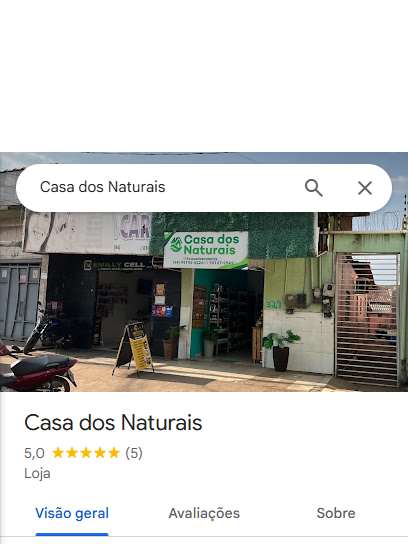 Casa dos Naturais
CAR
EMILLY CELL
Casa dos
Naturais
Casa dos Naturais
5,0 (5)
Loja
Visão geral
Avaliações
Sobre